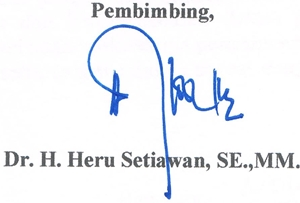 Pembimbing,
Dr. H. Heru Setiawan, SE.,MM.